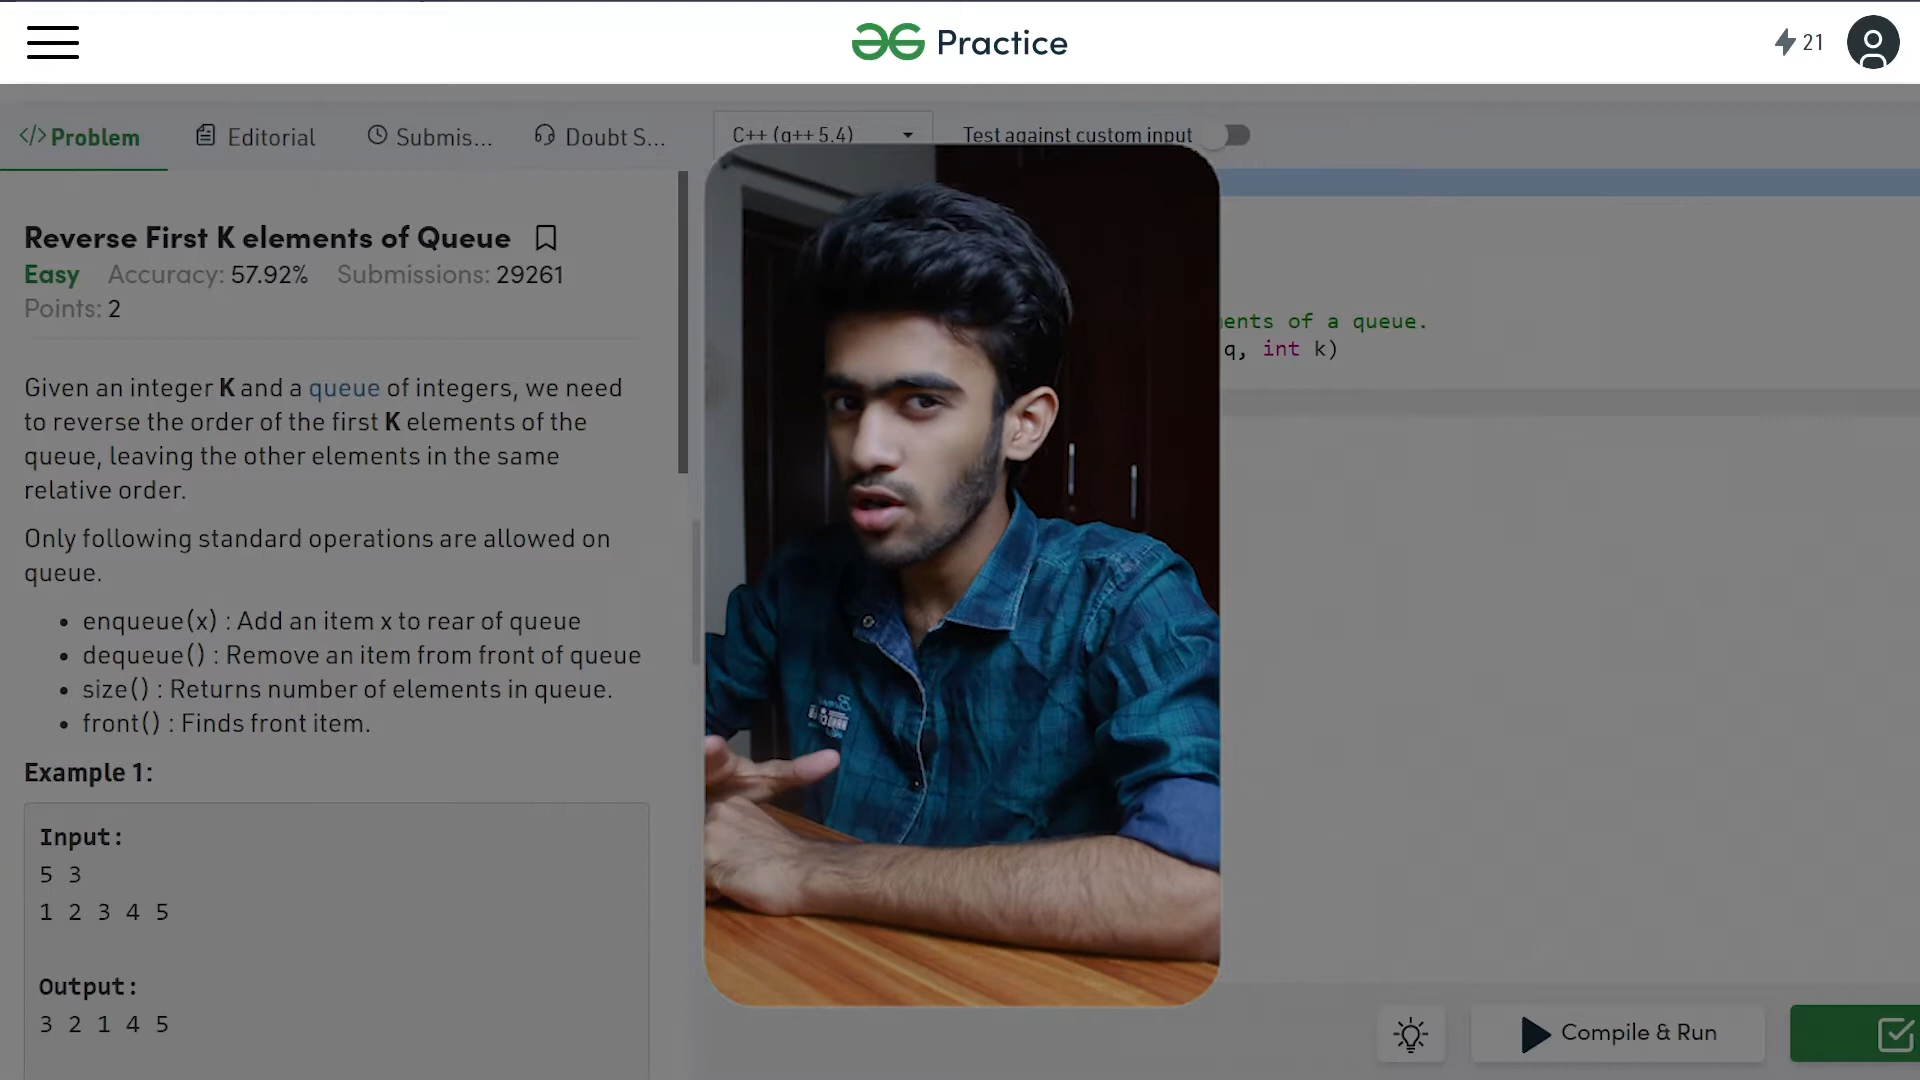 Practice
21
</> Problem
Editorial
Submis...
Doubt S...
C++ (g++ 5.4)
Test against custom input
Reverse First K elements of Queue
Easy Accuracy: 57.92% Submissions: 29261
Points: 2
Given an integer K and a queue of integers, we need
to reverse the order of the first K elements of the
queue, leaving the other elements in the same
relative order.
Only following standard operations are allowed on
queue.
• enqueue(x) : Add an item x to rear of queue
• dequeue() : Remove an item from front of queue
• size() : Returns number of elements in queue.
• front() : Finds front item.
Example 1:
Input:
5 3
1 2 3 4 5
Output:
3 2 1 4 5
of a queue.
q, int k)
Compile & Run